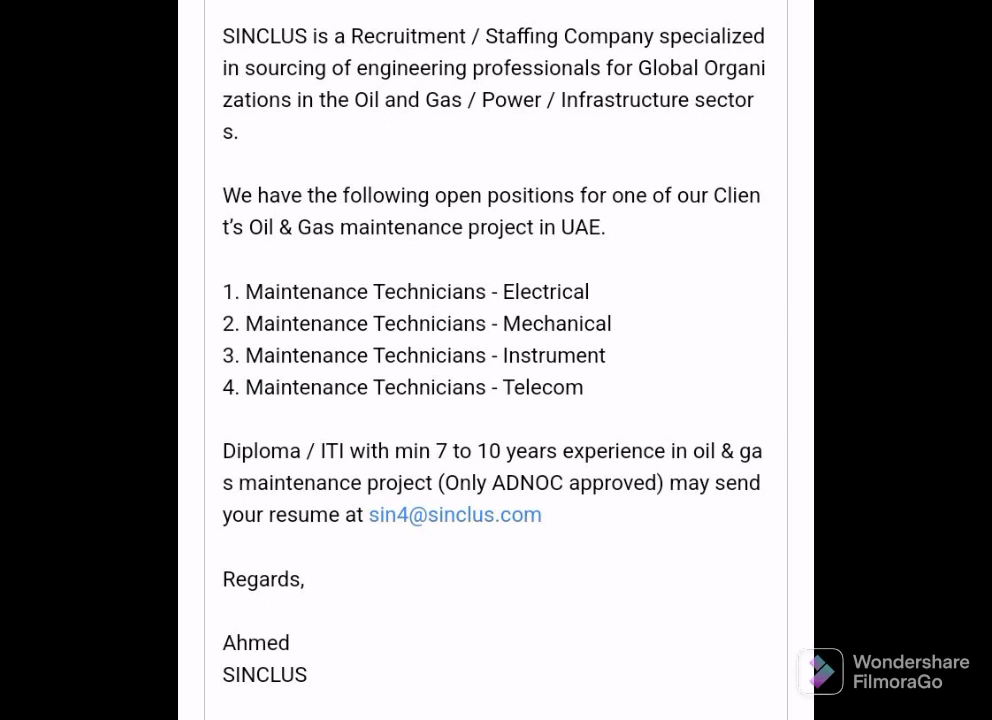 SINCLUS is a Recruitment / Staffing Company specialized
in sourcing of engineering professionals for Global Organi
zations in the Oil and Gas / Power / Infrastructure sector
s.
We have the following open positions for one of our Clien
t’s Oil & Gas maintenance project in UAE.
1. Maintenance Technicians - Electrical
2. Maintenance Technicians - Mechanical
3. Maintenance Technicians - Instrument
4. Maintenance Technicians - Telecom
Diploma / ITI with min 7 to 10 years experience in oil & ga
s maintenance project (Only ADNOC approved) may send
your resume at sin4@sinclus.com
Regards,
Ahmed
SINCLUS
Wondershare
FilmoraGo